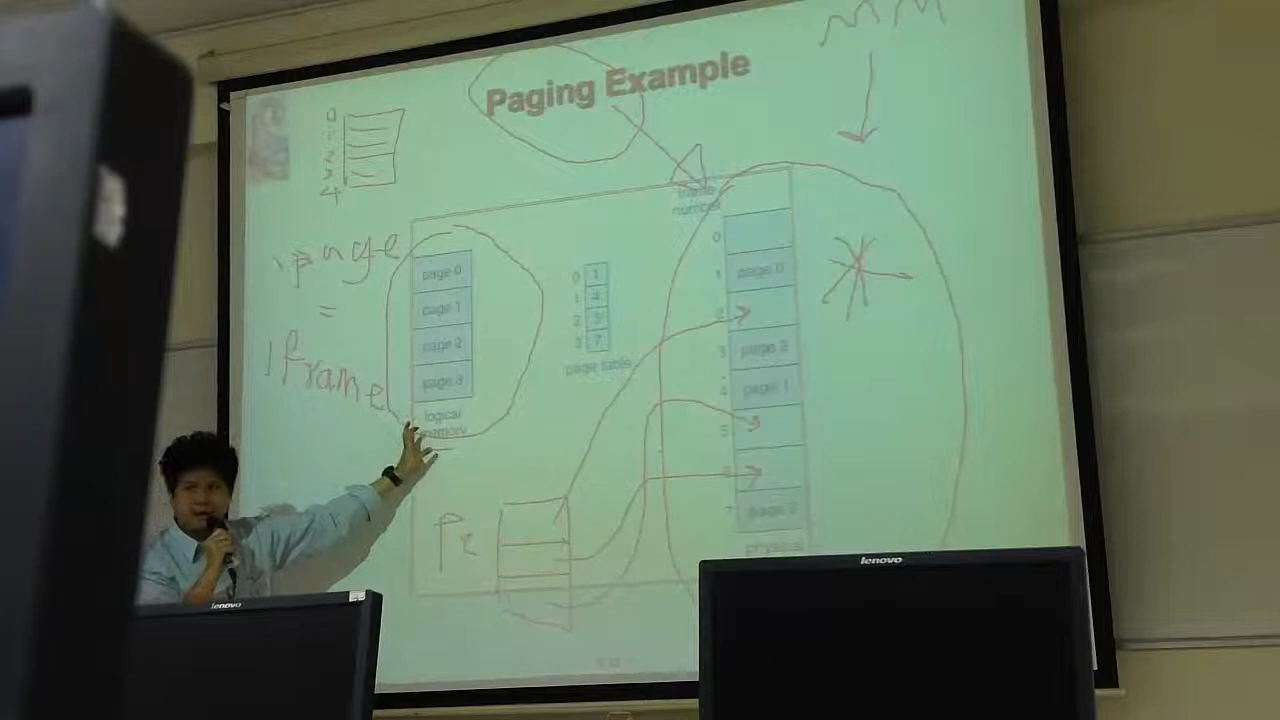 MM
Paging Example
0
1
2
3
4
frame
number
1 page
=
1 frame
page 0
page 1
page 2
page 3
logical
memory
0 1
1 4
2 3
3 7
page table
0
1 page 0
2
3 page 2
4 page 1
5
6
7 page 3
physical
P2
lenovo
lenovo